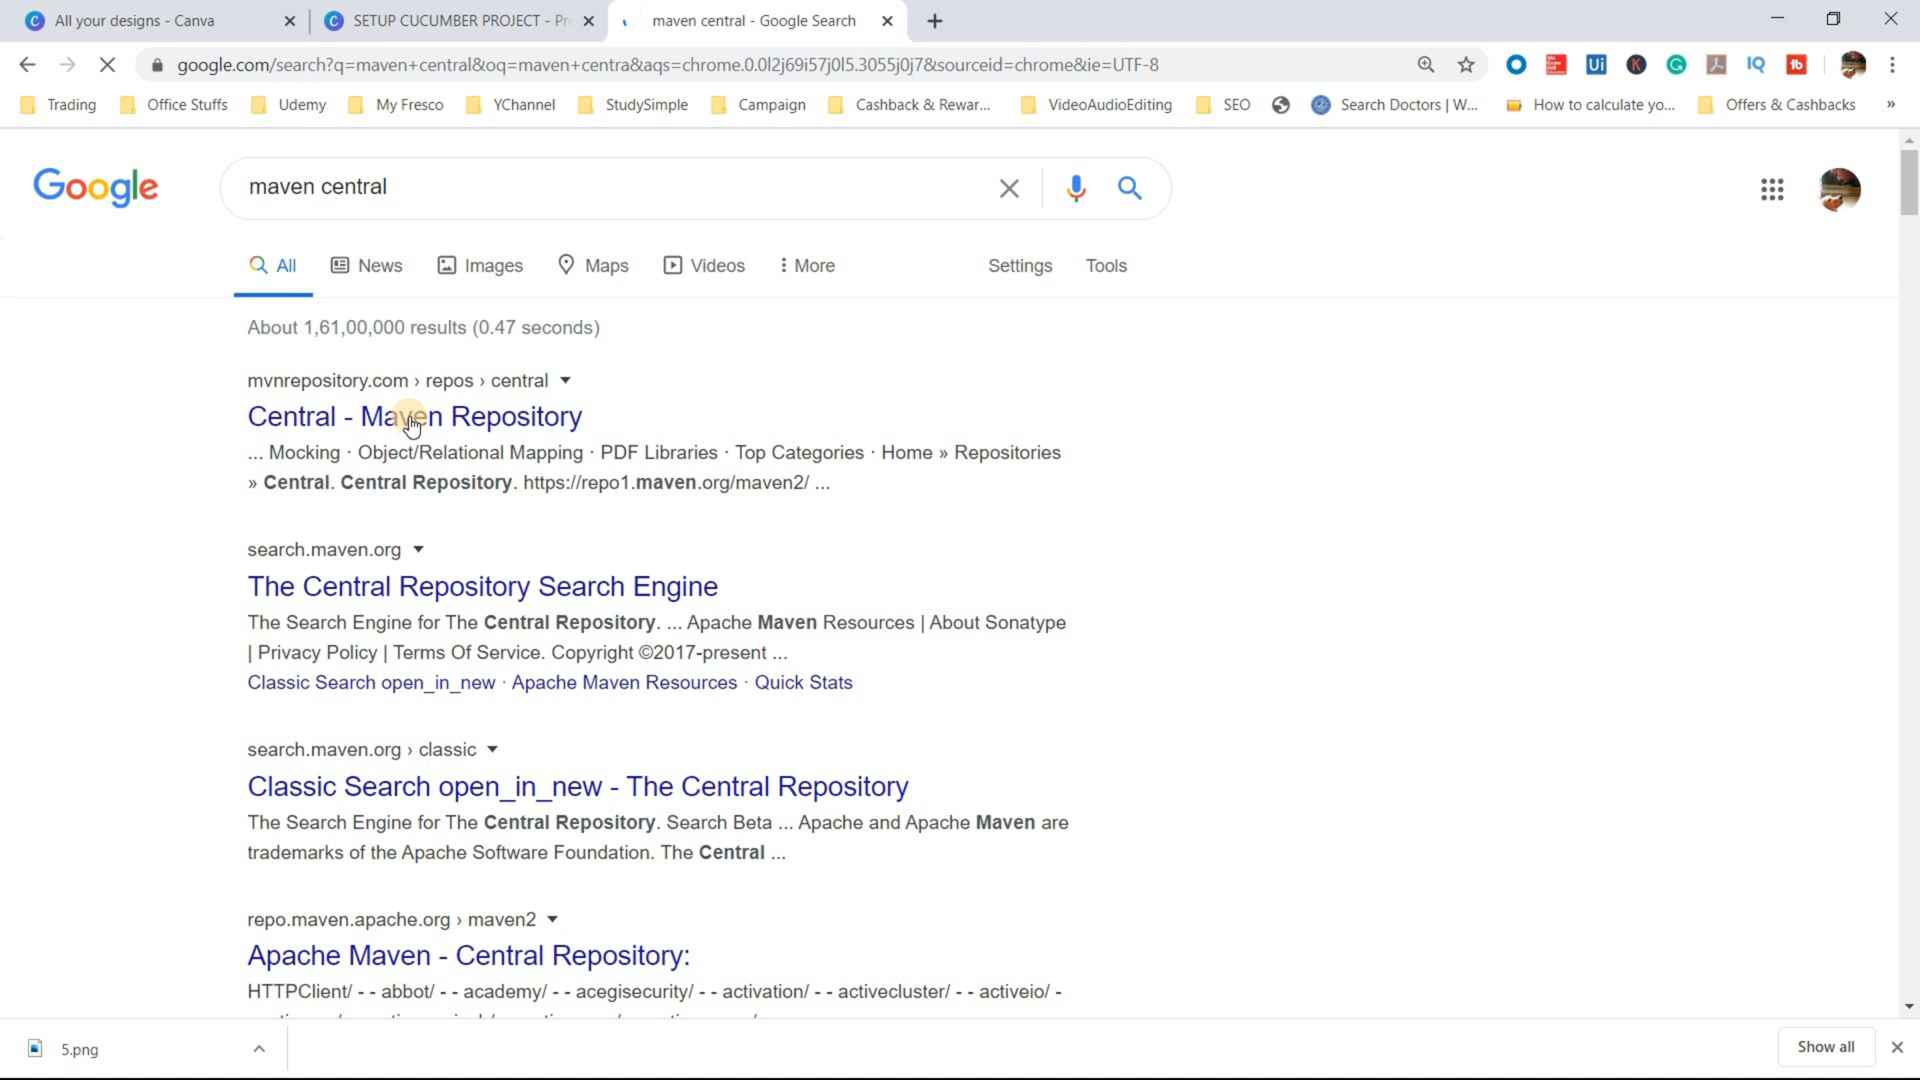 All your designs - Canva
SETUP CUCUMBER PROJECT - Pr
maven central - Google Search
google.com/search?q=maven+central&oq=maven+centra&aqs=chrome.0.0l2j69i57j0l5.3055j0j7&sourceid=chrome&ie=UTF-8
Trading
Office Stuffs
Udemy
My Fresco
YChannel
StudySimple
Campaign
Cashback & Rewar...
VideoAudioEditing
SEO
Search Doctors | W...
How to calculate yo...
Offers & Cashbacks
»
Google
maven central
All
News
Images
Maps
Videos
More
Settings
Tools
About 1,61,00,000 results (0.47 seconds)
mvnrepository.com › repos › central
Central - Maven Repository
... Mocking · Object/Relational Mapping · PDF Libraries · Top Categories · Home » Repositories
» Central. Central Repository. https://repo1.maven.org/maven2/ ...
search.maven.org
The Central Repository Search Engine
The Search Engine for The Central Repository. ... Apache Maven Resources | About Sonatype
| Privacy Policy | Terms Of Service. Copyright ©2017-present ...
Classic Search open_in_new · Apache Maven Resources · Quick Stats
search.maven.org › classic
Classic Search open_in_new - The Central Repository
The Search Engine for The Central Repository. Search Beta ... Apache and Apache Maven are
trademarks of the Apache Software Foundation. The Central ...
repo.maven.apache.org › maven2
Apache Maven - Central Repository:
HTTPClient/ - - abbot/ - - academy/ - - acegisecurity/ - - activation/ - - activecluster/ - - activeio/ -
5.png
Show all